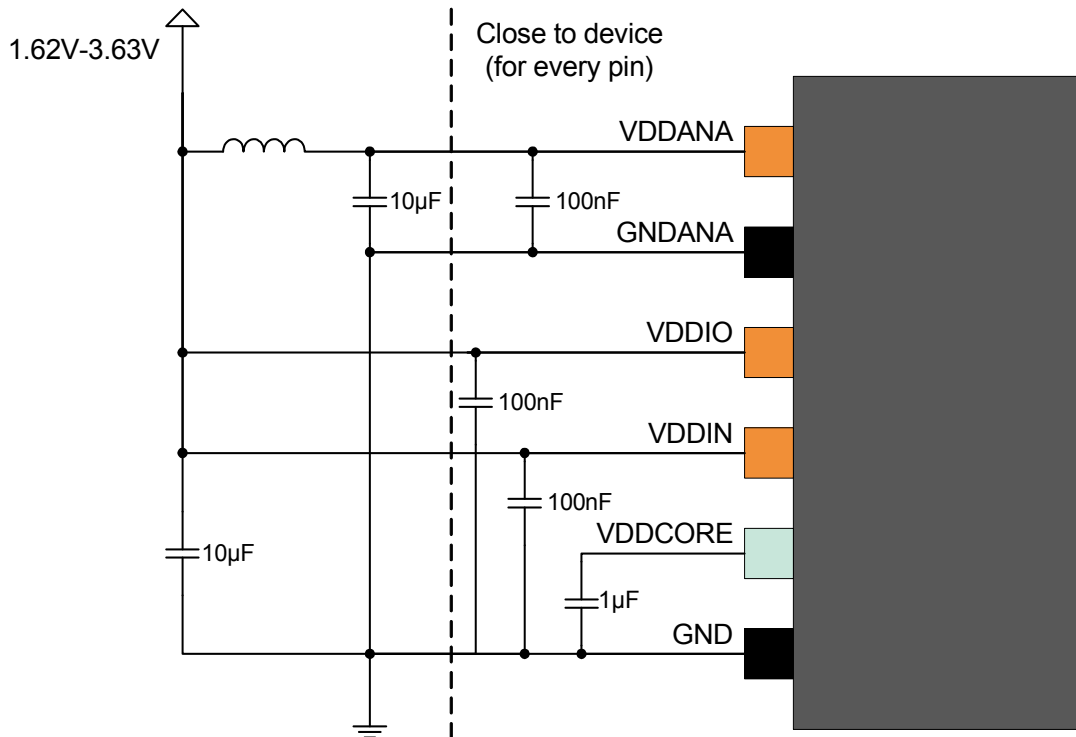 1.62V-3.63V
Close to device
(for every pin)
VDDANA
10µF
100nF
GNDANA
VDDIO
100nF
VDDIN
100nF
VDDCORE
10µF
1µF
GND